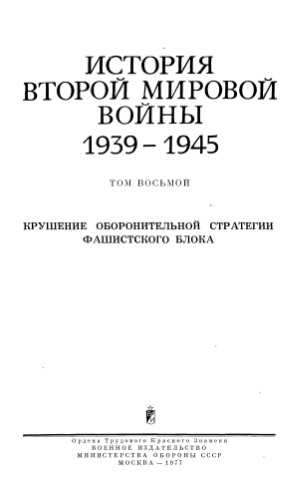 ИСТОРИЯ
ВТОРОЙ МИРОВОЙ
ВОЙНЫ
1939 – 1945
ТОМ ВОСЬМОЙ
КРУШЕНИЕ ОБОРОНИТЕЛЬНОЙ СТРАТЕГИИ
ФАШИСТСКОГО БЛОКА
Ордена Трудового Красного Знамени
ВОЕННОЕ ИЗДАТЕЛЬСТВО
МИНИСТЕРСТВА ОБОРОНЫ СССР
МОСКВА — 1977